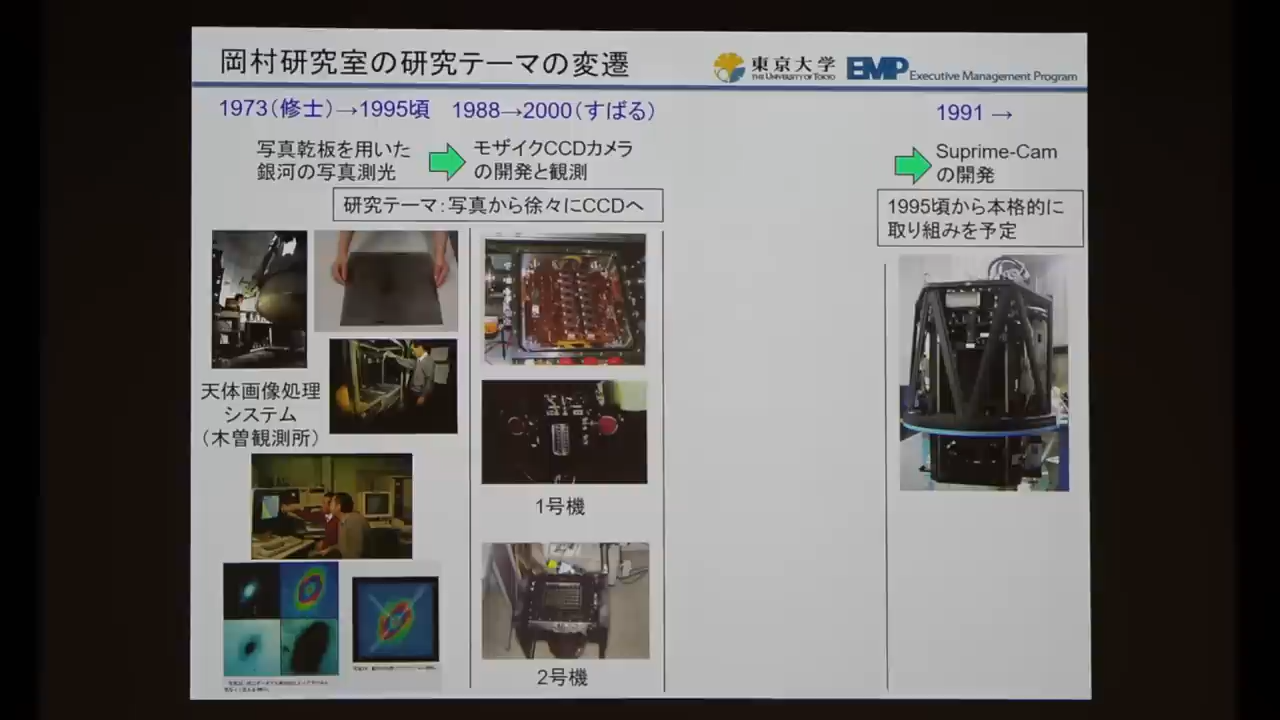 岡村研究室の研究テーマの変遷
東京大学
THE UNIVERSITY OF TOKYO
EMP Executive Management Program
1973(修士)→1995頃
1988→2000(すばる)
1991 →
写真乾板を用いた
銀河の写真測光
モザイクCCDカメラ
の開発と観測
Suprime-Cam
の開発
研究テーマ:写真から徐々にCCDへ
1995頃から本格的に
取り組みを予定
天体画像処理
システム
(木曽観測所)
1号機
2号機